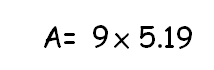 A= 9 × 5.19